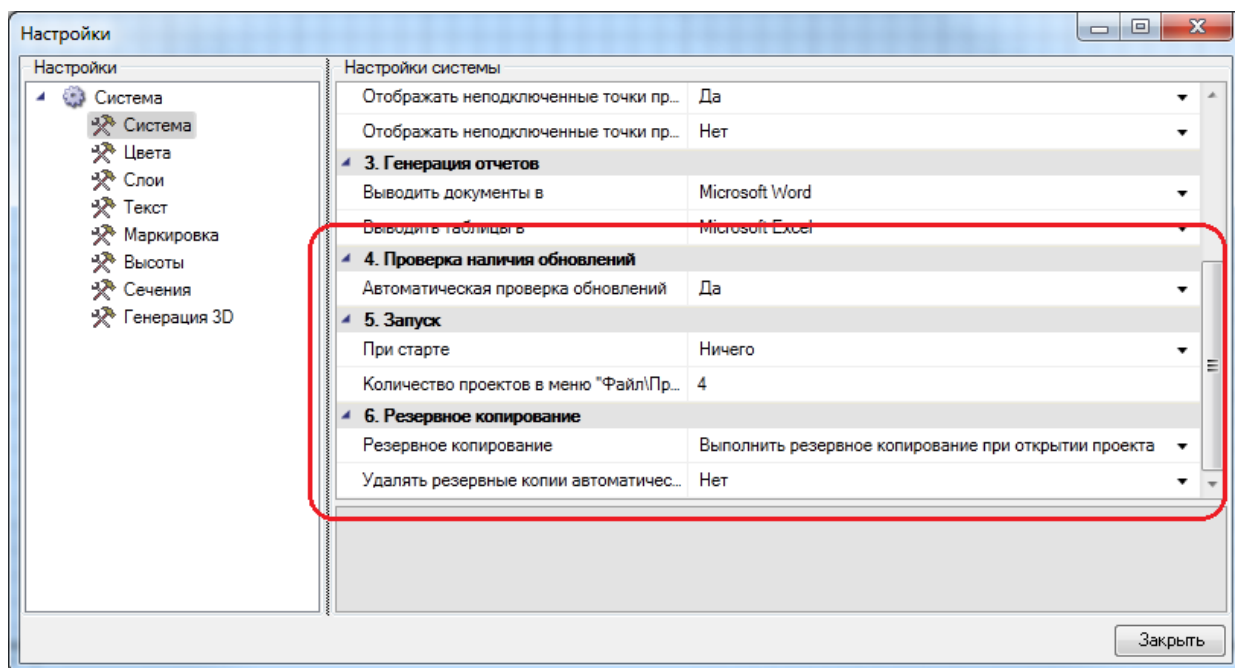 Настройки
Настройки
Система
Система
Цвета
Слои
Текст
Маркировка
Высоты
Сечения
Генерация 3D
Настройки системы
Отображать неподключенные точки пр... Да
Отображать неподключенные точки пр... Нет
3. Генерация отчетов
Выводить документы в Microsoft Word
Выводить таблицы в Microsoft Excel
4. Проверка наличия обновлений
Автоматическая проверка обновлений Да
5. Запуск
При старте Ничего
Количество проектов в меню "Файл\Пр... 4
6. Резервное копирование
Резервное копирование Выполнить резервное копирование при открытии проекта
Удалять резервные копии автоматичес... Нет
Закрыть